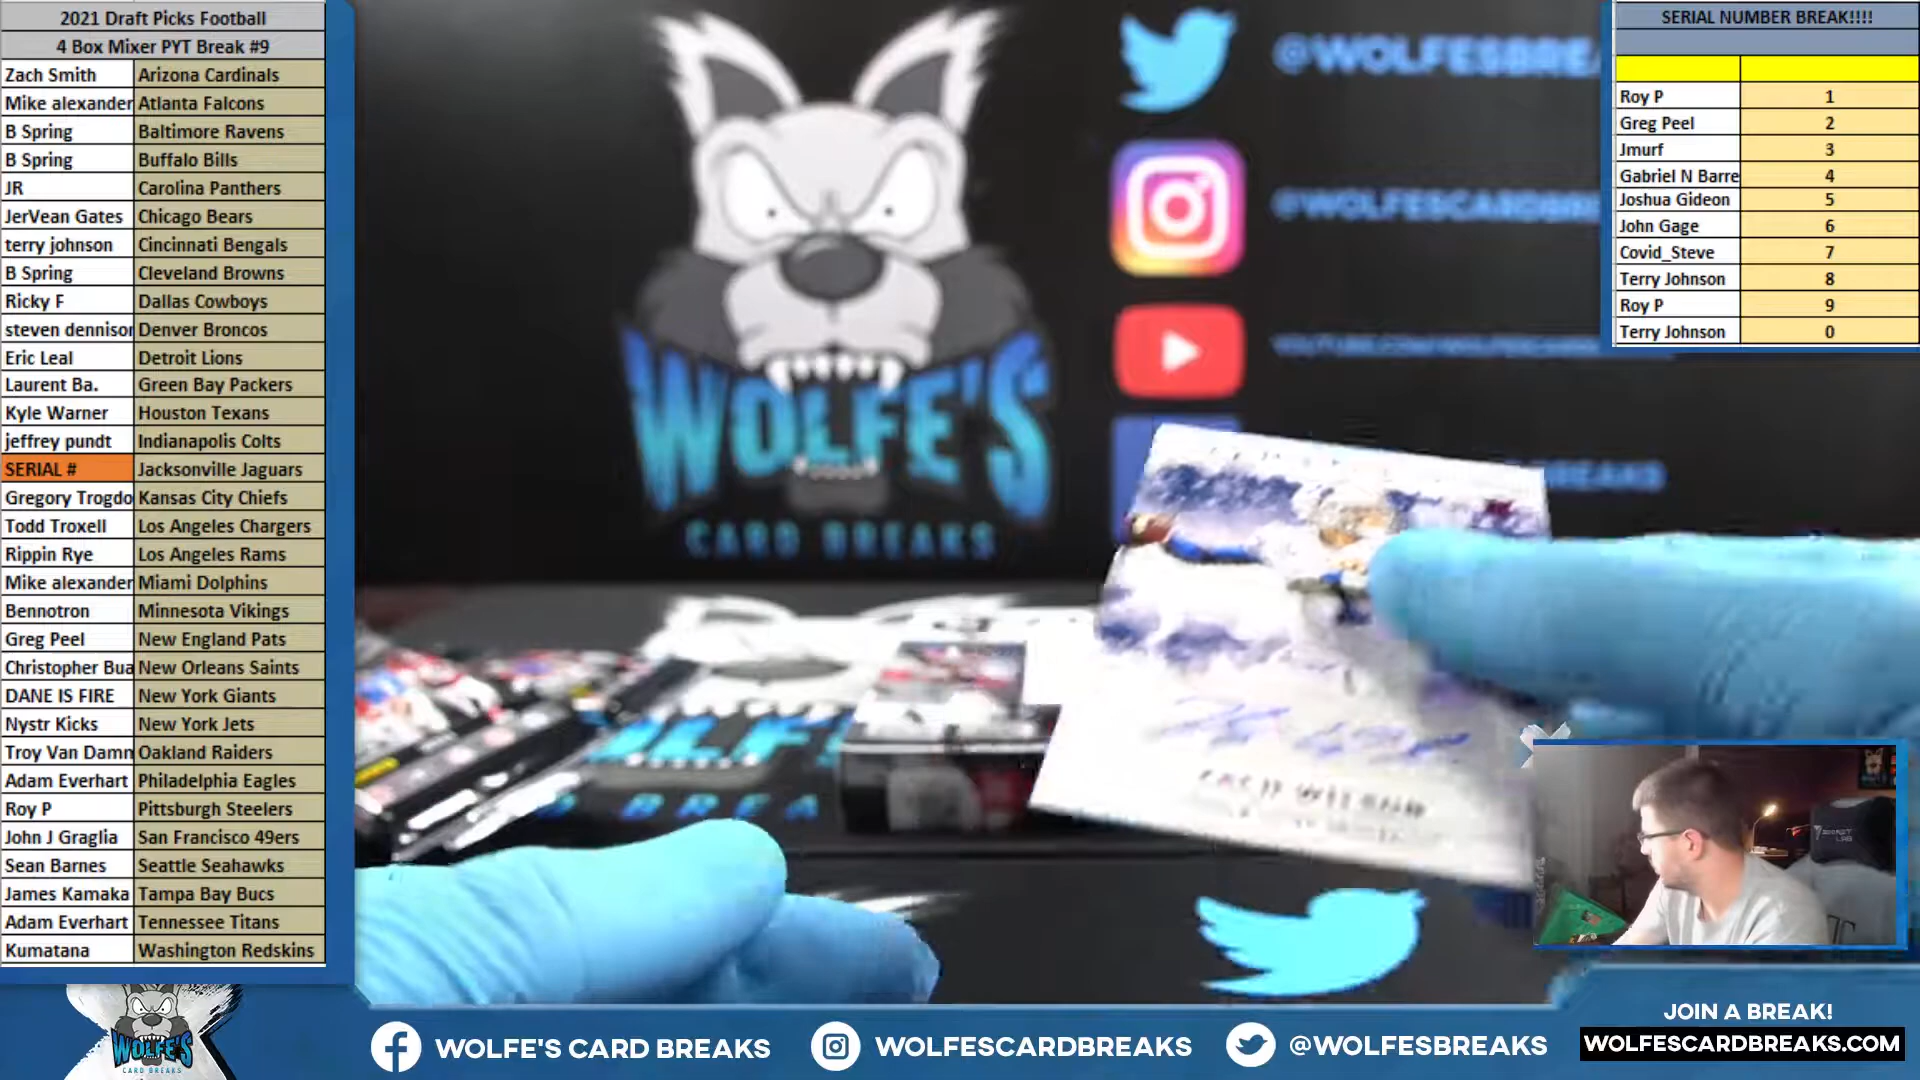 2021 Draft Picks Football
4 Box Mixer PYT Break #9
Zach Smith Arizona Cardinals
Mike alexander Atlanta Falcons
B Spring Baltimore Ravens
B Spring Buffalo Bills
JR Carolina Panthers
JerVean Gates Chicago Bears
terry johnson Cincinnati Bengals
B Spring Cleveland Browns
Ricky F Dallas Cowboys
steven dennison Denver Broncos
Eric Leal Detroit Lions
Laurent Ba. Green Bay Packers
Kyle Warner Houston Texans
jeffrey pundt Indianapolis Colts
SERIAL # Jacksonville Jaguars
Gregory Trogdo Kansas City Chiefs
Todd Troxell Los Angeles Chargers
Rippin Rye Los Angeles Rams
Mike alexander Miami Dolphins
Bennotron Minnesota Vikings
Greg Peel New England Pats
Christopher Bua New Orleans Saints
DANE IS FIRE New York Giants
Nystr Kicks New York Jets
Troy Van Damn Oakland Raiders
Adam Everhart Philadelphia Eagles
Roy P Pittsburgh Steelers
John J Graglia San Francisco 49ers
Sean Barnes Seattle Seahawks
James Kamaka Tampa Bay Bucs
Adam Everhart Tennessee Titans
Kumatana Washington Redskins
SERIAL NUMBER BREAK!!!!
Roy P 1
Greg Peel 2
Jmurf 3
Gabriel N Barre 4
Joshua Gideon 5
John Gage 6
Covid_Steve 7
Terry Johnson 8
Roy P 9
Terry Johnson 0
@WOLFESBREA
@WOLFESCARDBR
WOLFE'S
CARD BREAKS
BREAKS
ZACH WILSON
WOLFE'S
CARD BREAKS
WOLFE'S CARD BREAKS
WOLFESCARDBREAKS
@WOLFESBREAKS
JOIN A BREAK!
WOLFESCARDBREAKS.COM